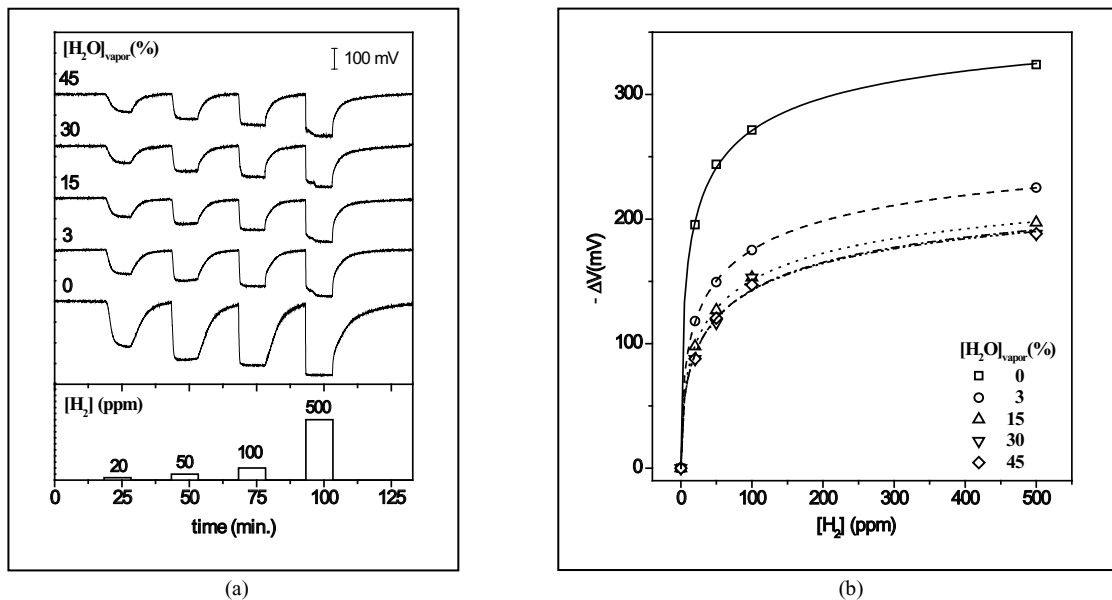 [H₂O]vapor(%)
100 mV
45
30
15
3
0
[H₂] (ppm)
500
100
50
20
0 25 50 75 100 125
time (min.)
(a)
300
200
100
0
- ΔV(mV)
[H₂O]vapor(%)
0
3
15
30
45
0 100 200 300 400 500
[H₂] (ppm)
(b)